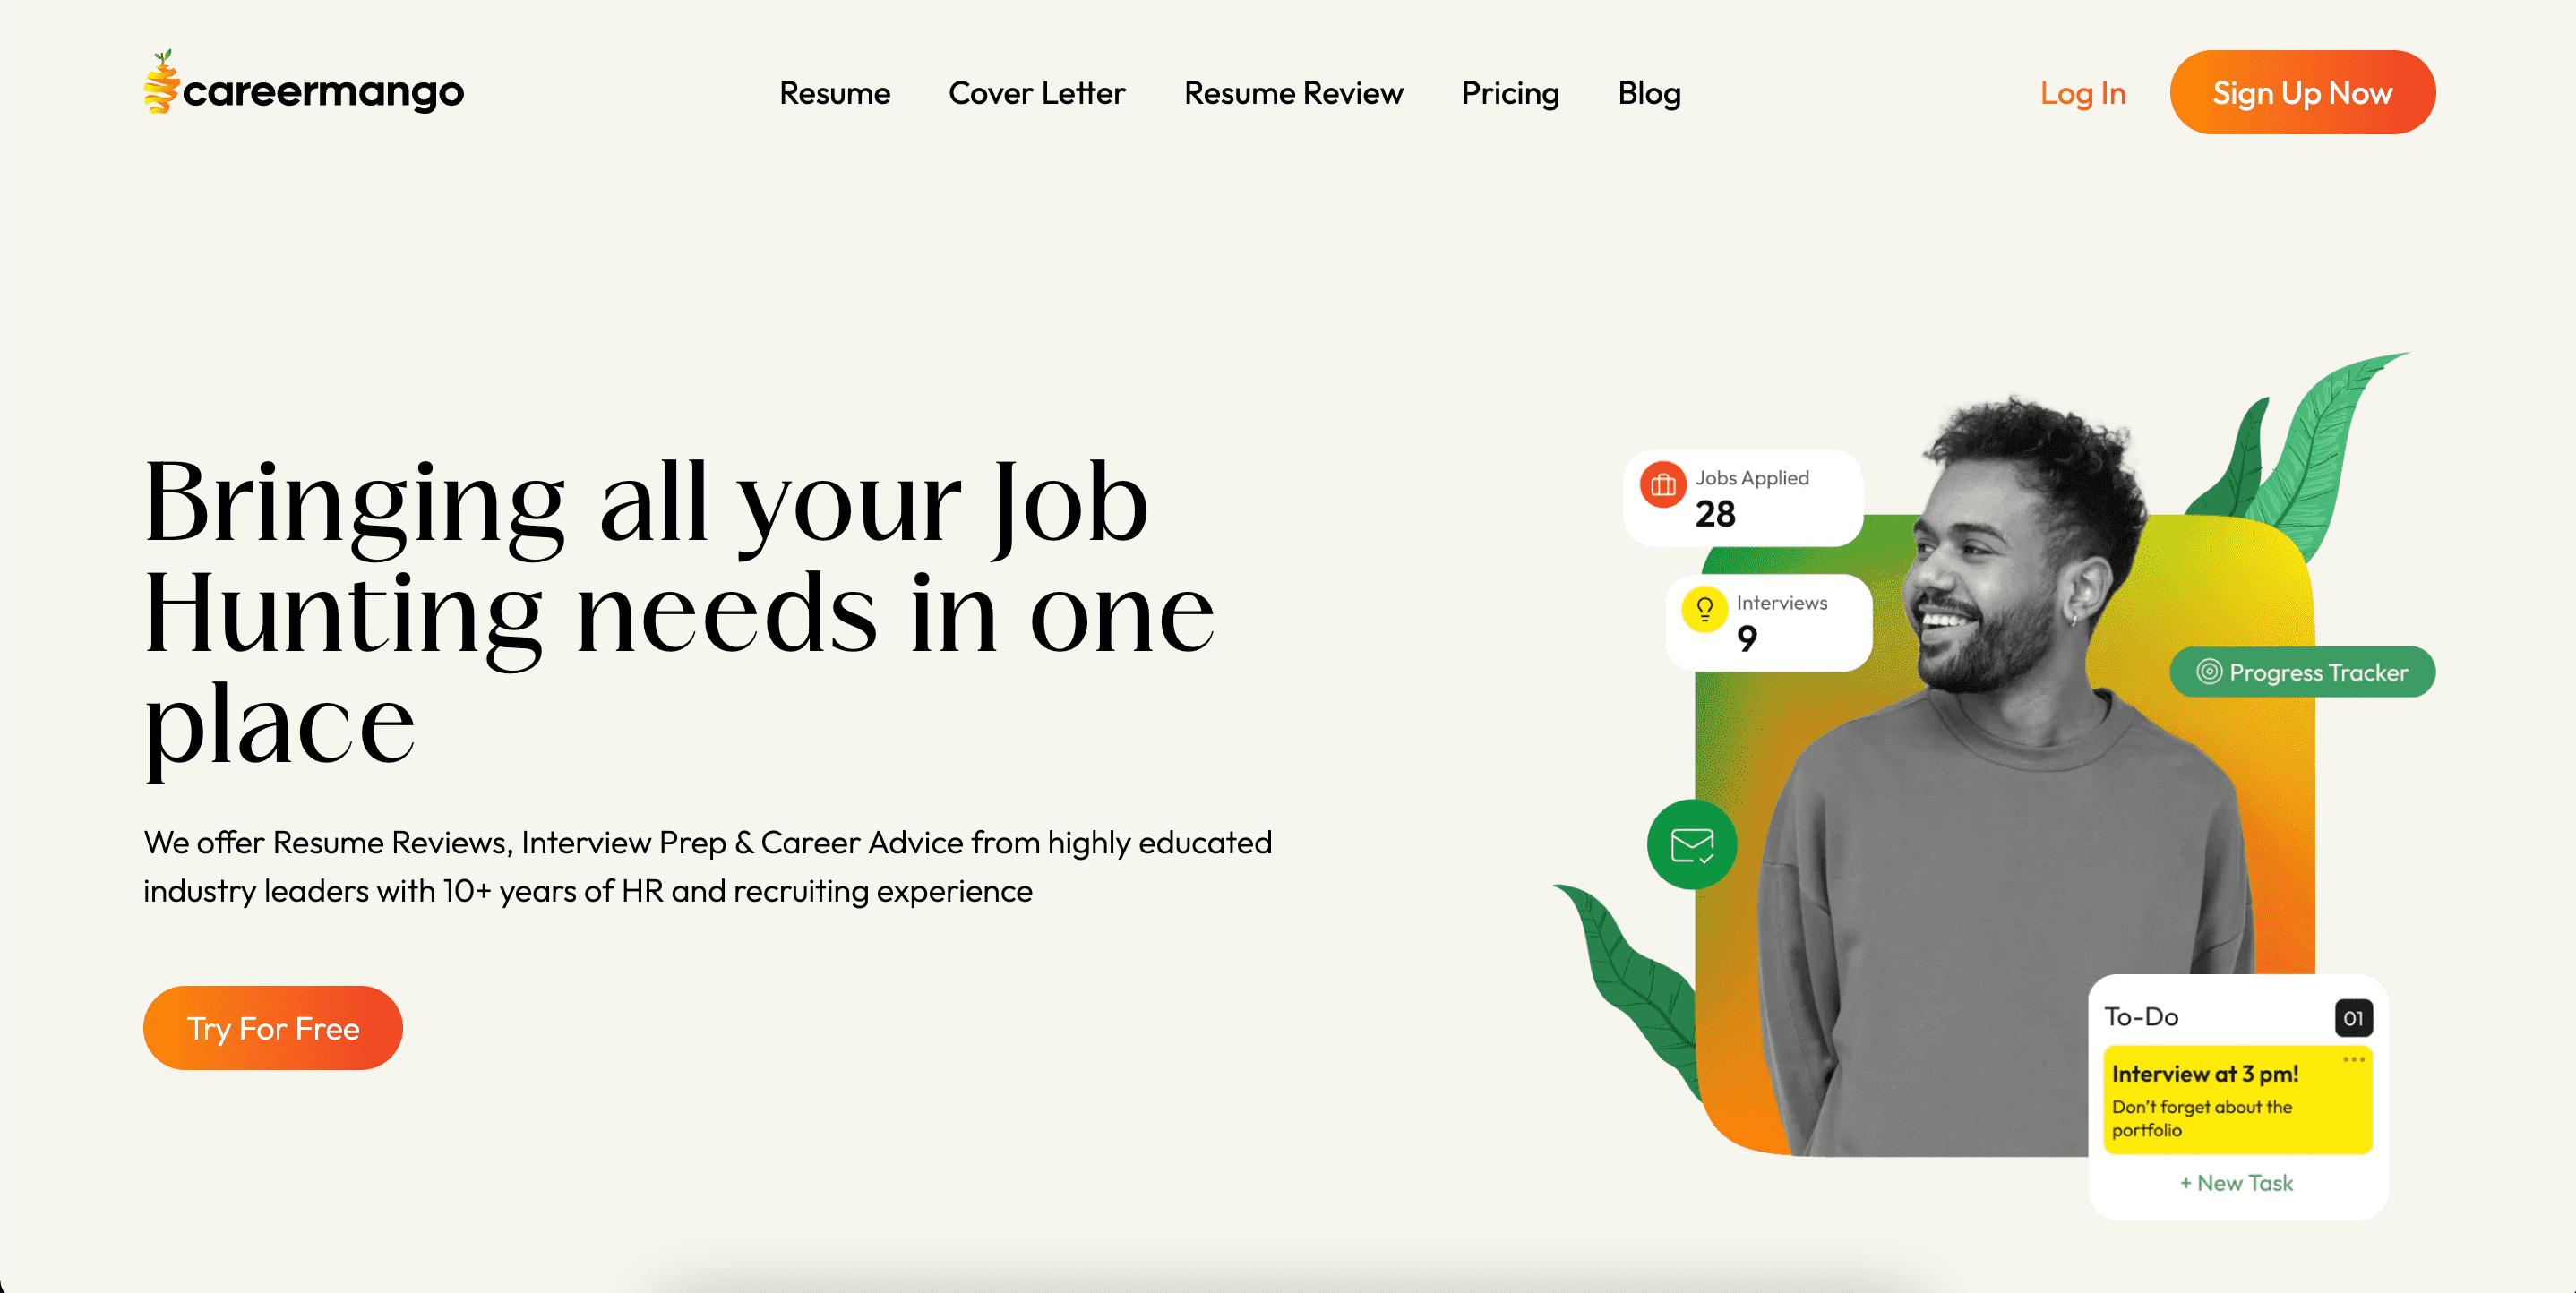 careermango
Resume
Cover Letter
Resume Review
Pricing
Blog
Log In
Sign Up Now
Bringing all your Job
Hunting needs in one
place
We offer Resume Reviews, Interview Prep & Career Advice from highly educated
industry leaders with 10+ years of HR and recruiting experience
Try For Free
Jobs Applied
28
Interviews
9
Progress Tracker
To-Do
01
Interview at 3 pm!
Don't forget about the
portfolio
+ New Task